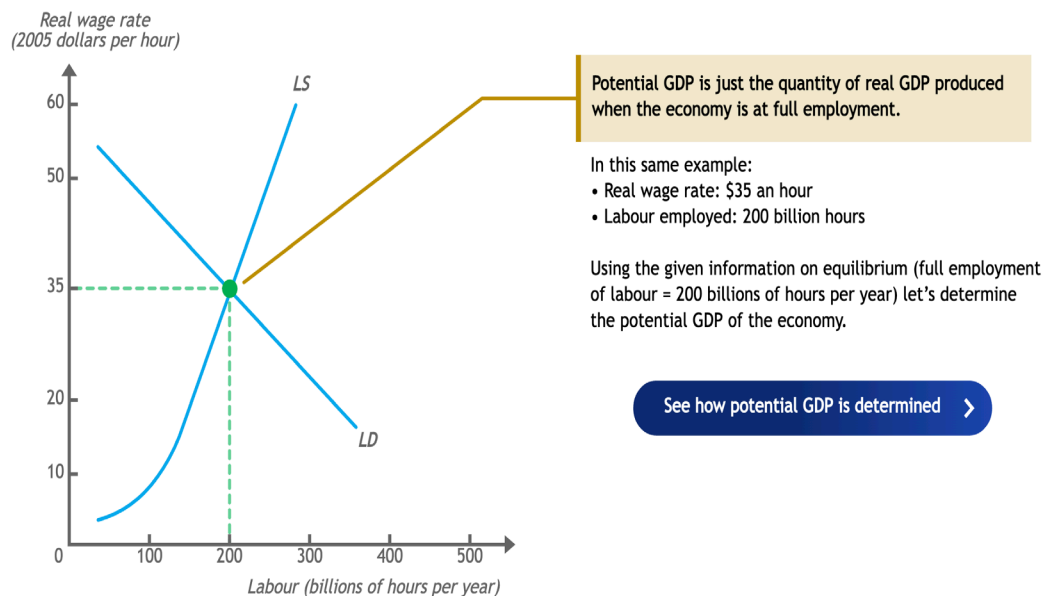 Real wage rate
(2005 dollars per hour)
60
50
35
20
10
0
100
200
300
400
500
Labour (billions of hours per year)
LS
LD
Potential GDP is just the quantity of real GDP produced
when the economy is at full employment.
In this same example:
• Real wage rate: $35 an hour
• Labour employed: 200 billion hours
Using the given information on equilibrium (full employment
of labour = 200 billions of hours per year) let's determine
the potential GDP of the economy.
See how potential GDP is determined